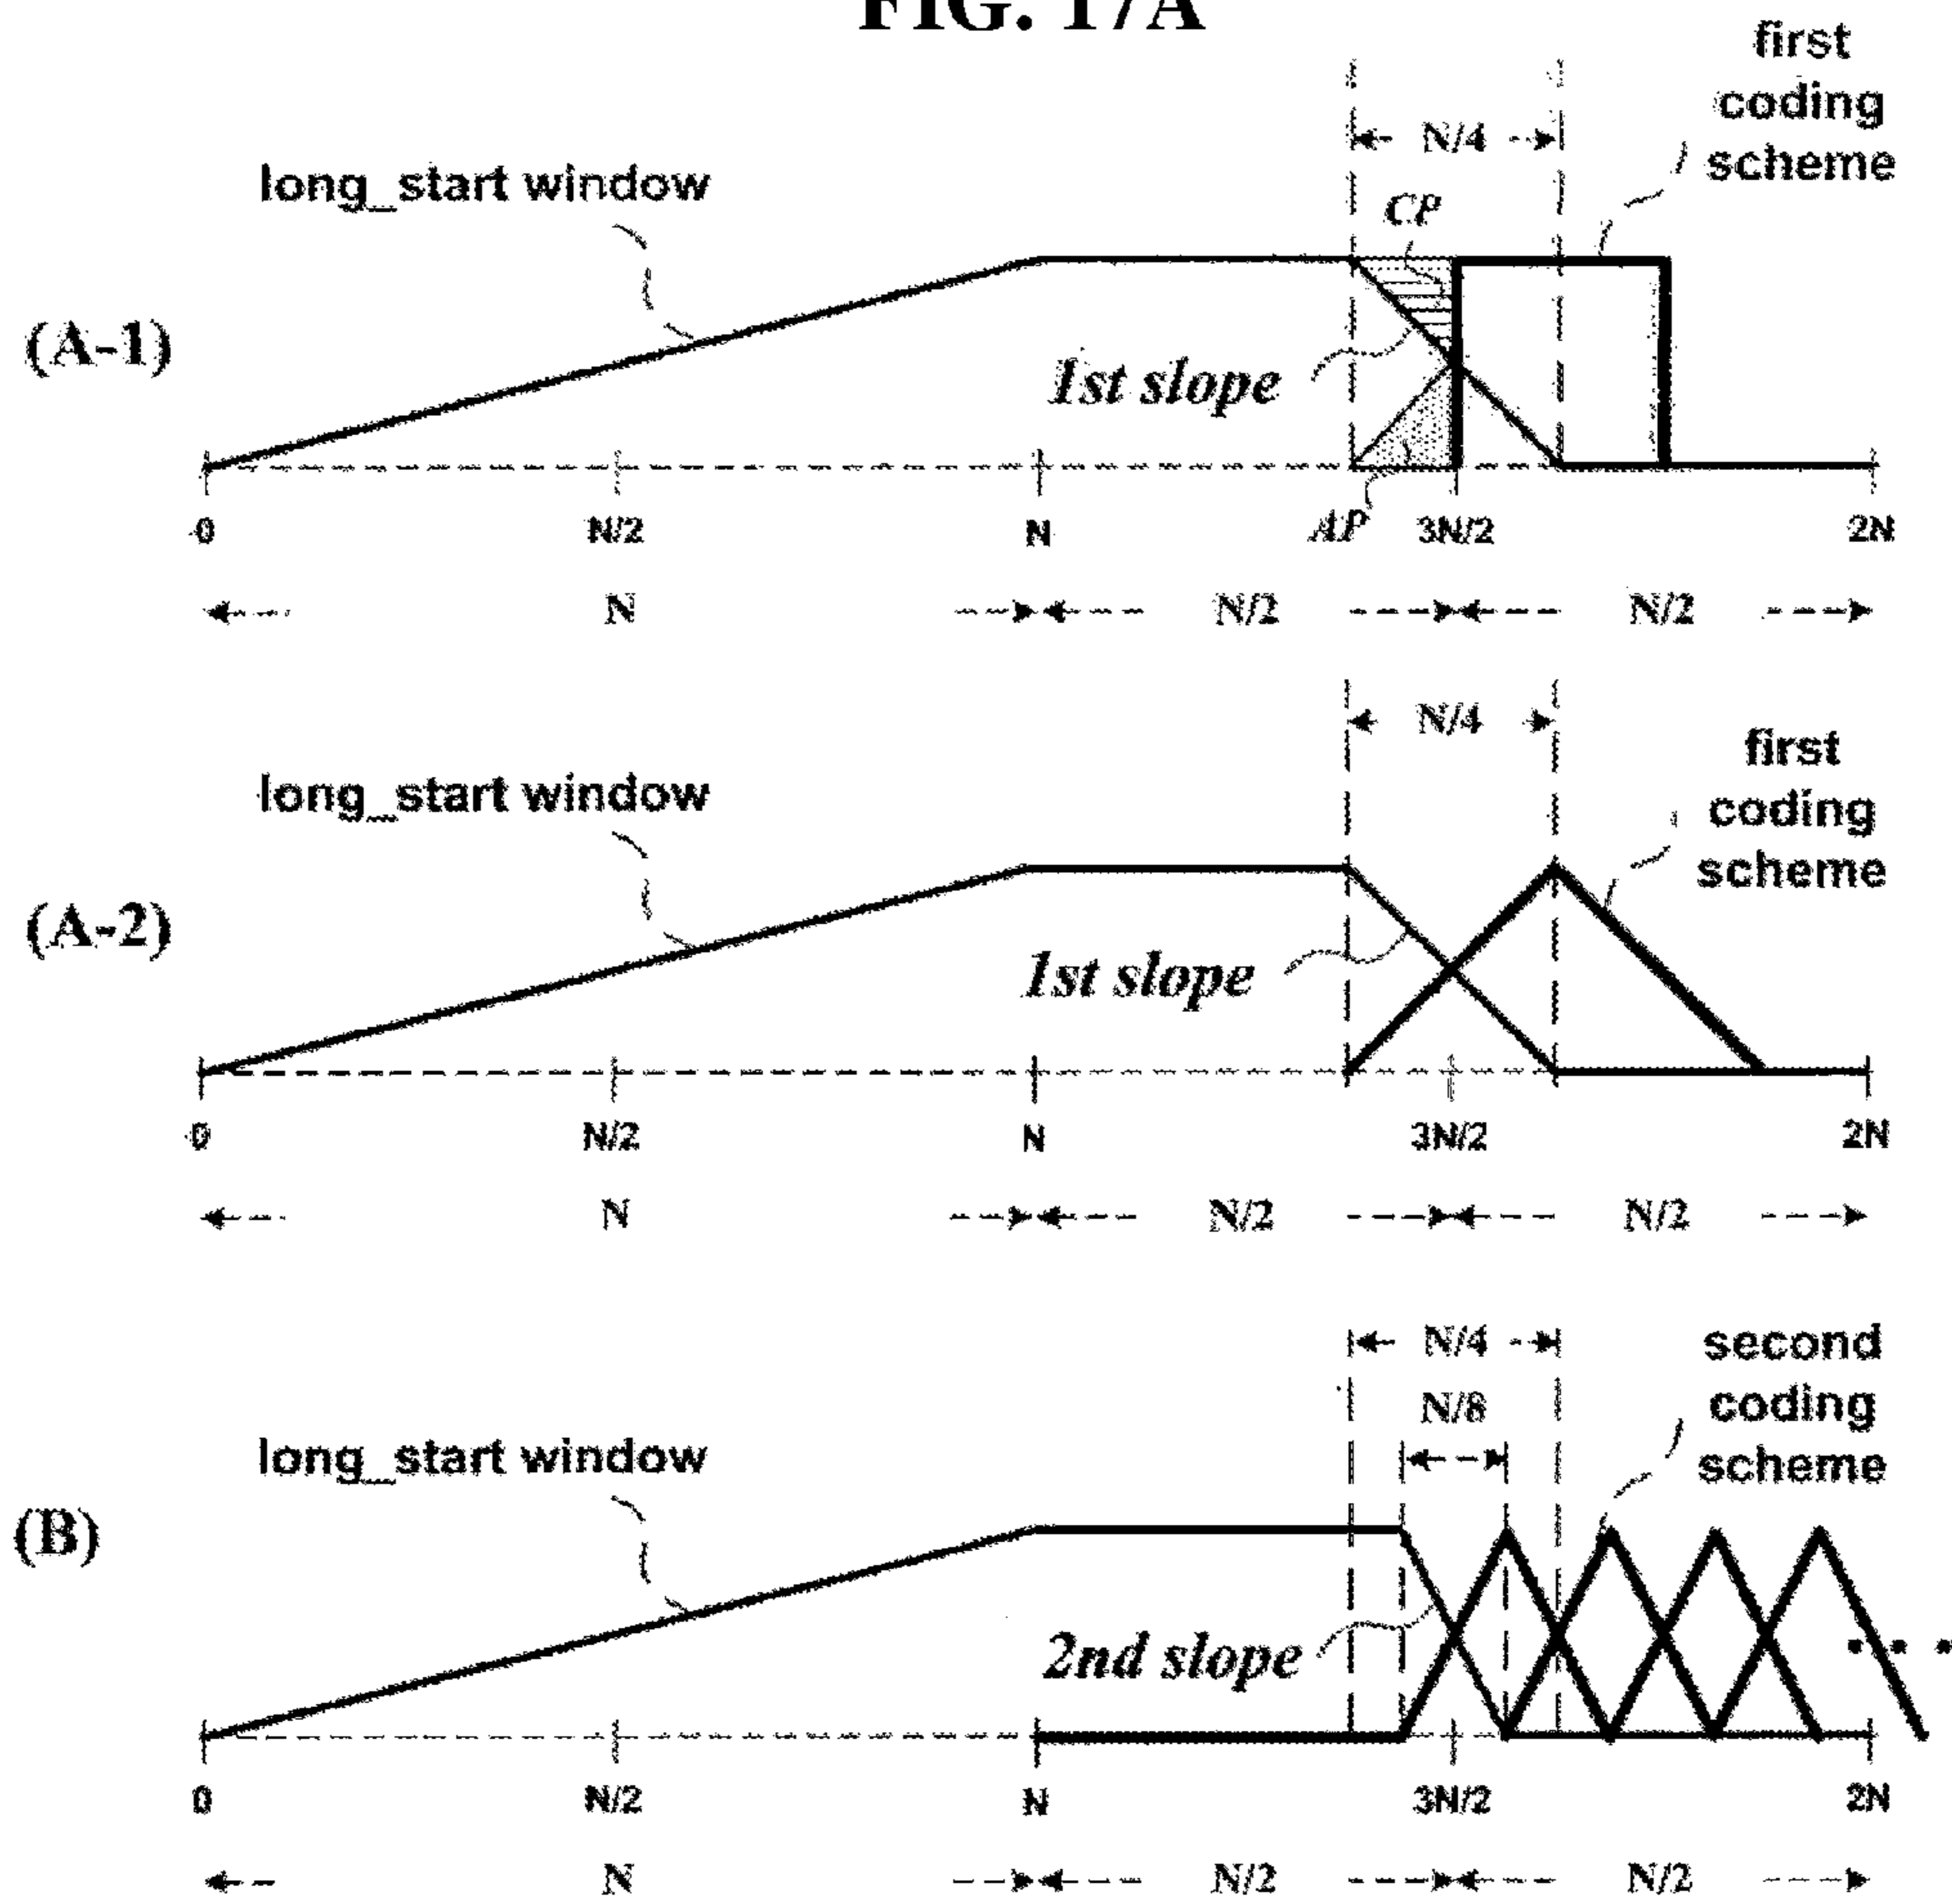 FIG. 17A
first
coding
scheme
N/4
long_start window
CP
(A-1)
1st slope
0
N/2
N
AP
3N/2
2N
N
N/2
N/2
N/4
first
coding
scheme
long_start window
(A-2)
1st slope
0
N/2
N
3N/2
2N
N
N/2
N/2
N/4
second
coding
scheme
N/8
long_start window
(B)
2nd slope
0
N/2
N
3N/2
2N
N
N/2
N/2